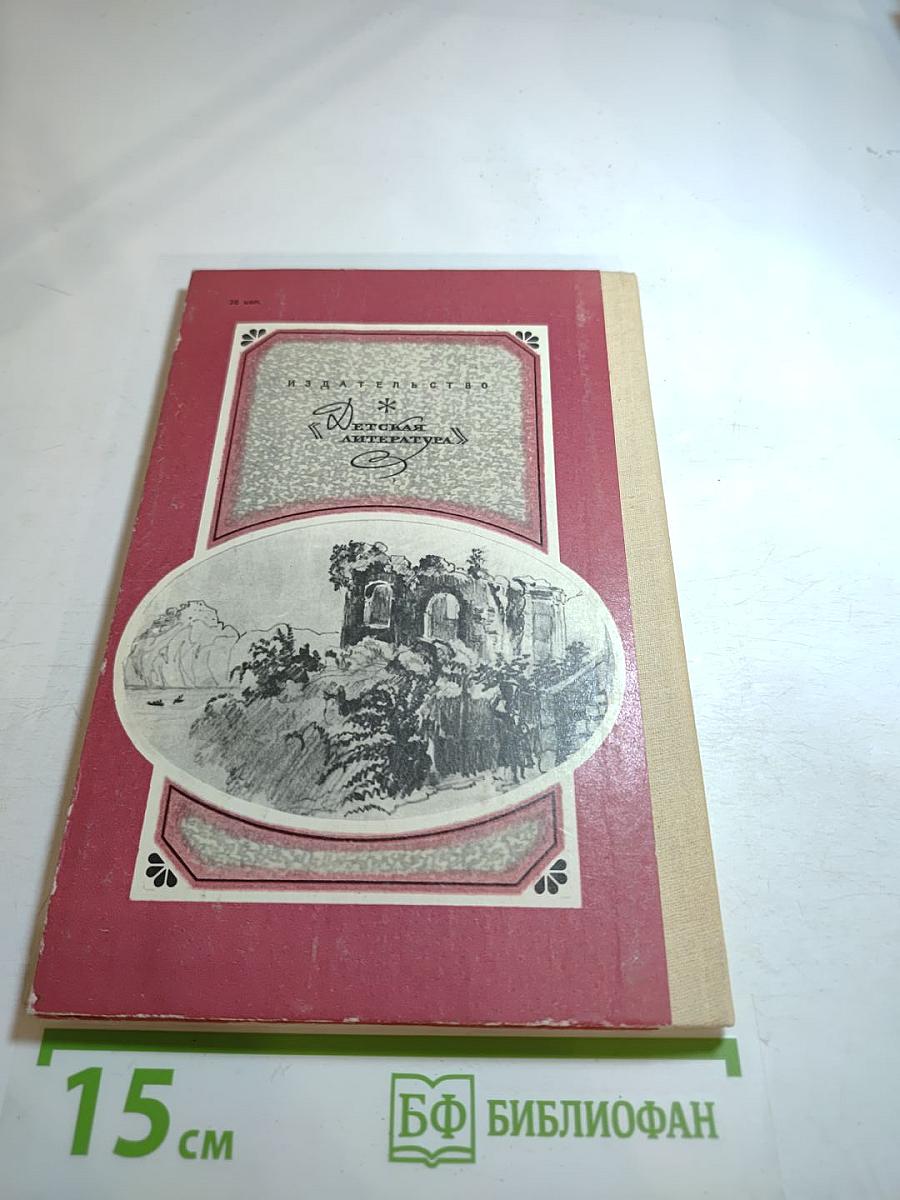 38 коп.
ИЗДАТЕЛЬСТВО
«Детская
литература»
15 см
БФ БИБЛИОФАН